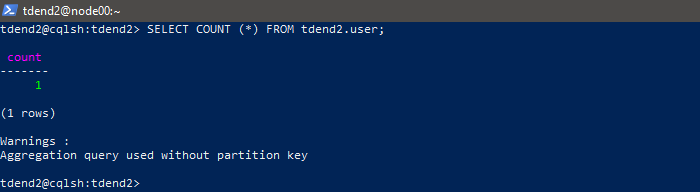 tdend2@node00:~
tdend2@cqlsh:tdend2> SELECT COUNT (*) FROM tdend2.user;
count
-------
1
(1 rows)
Warnings :
Aggregation query used without partition key
tdend2@cqlsh:tdend2>